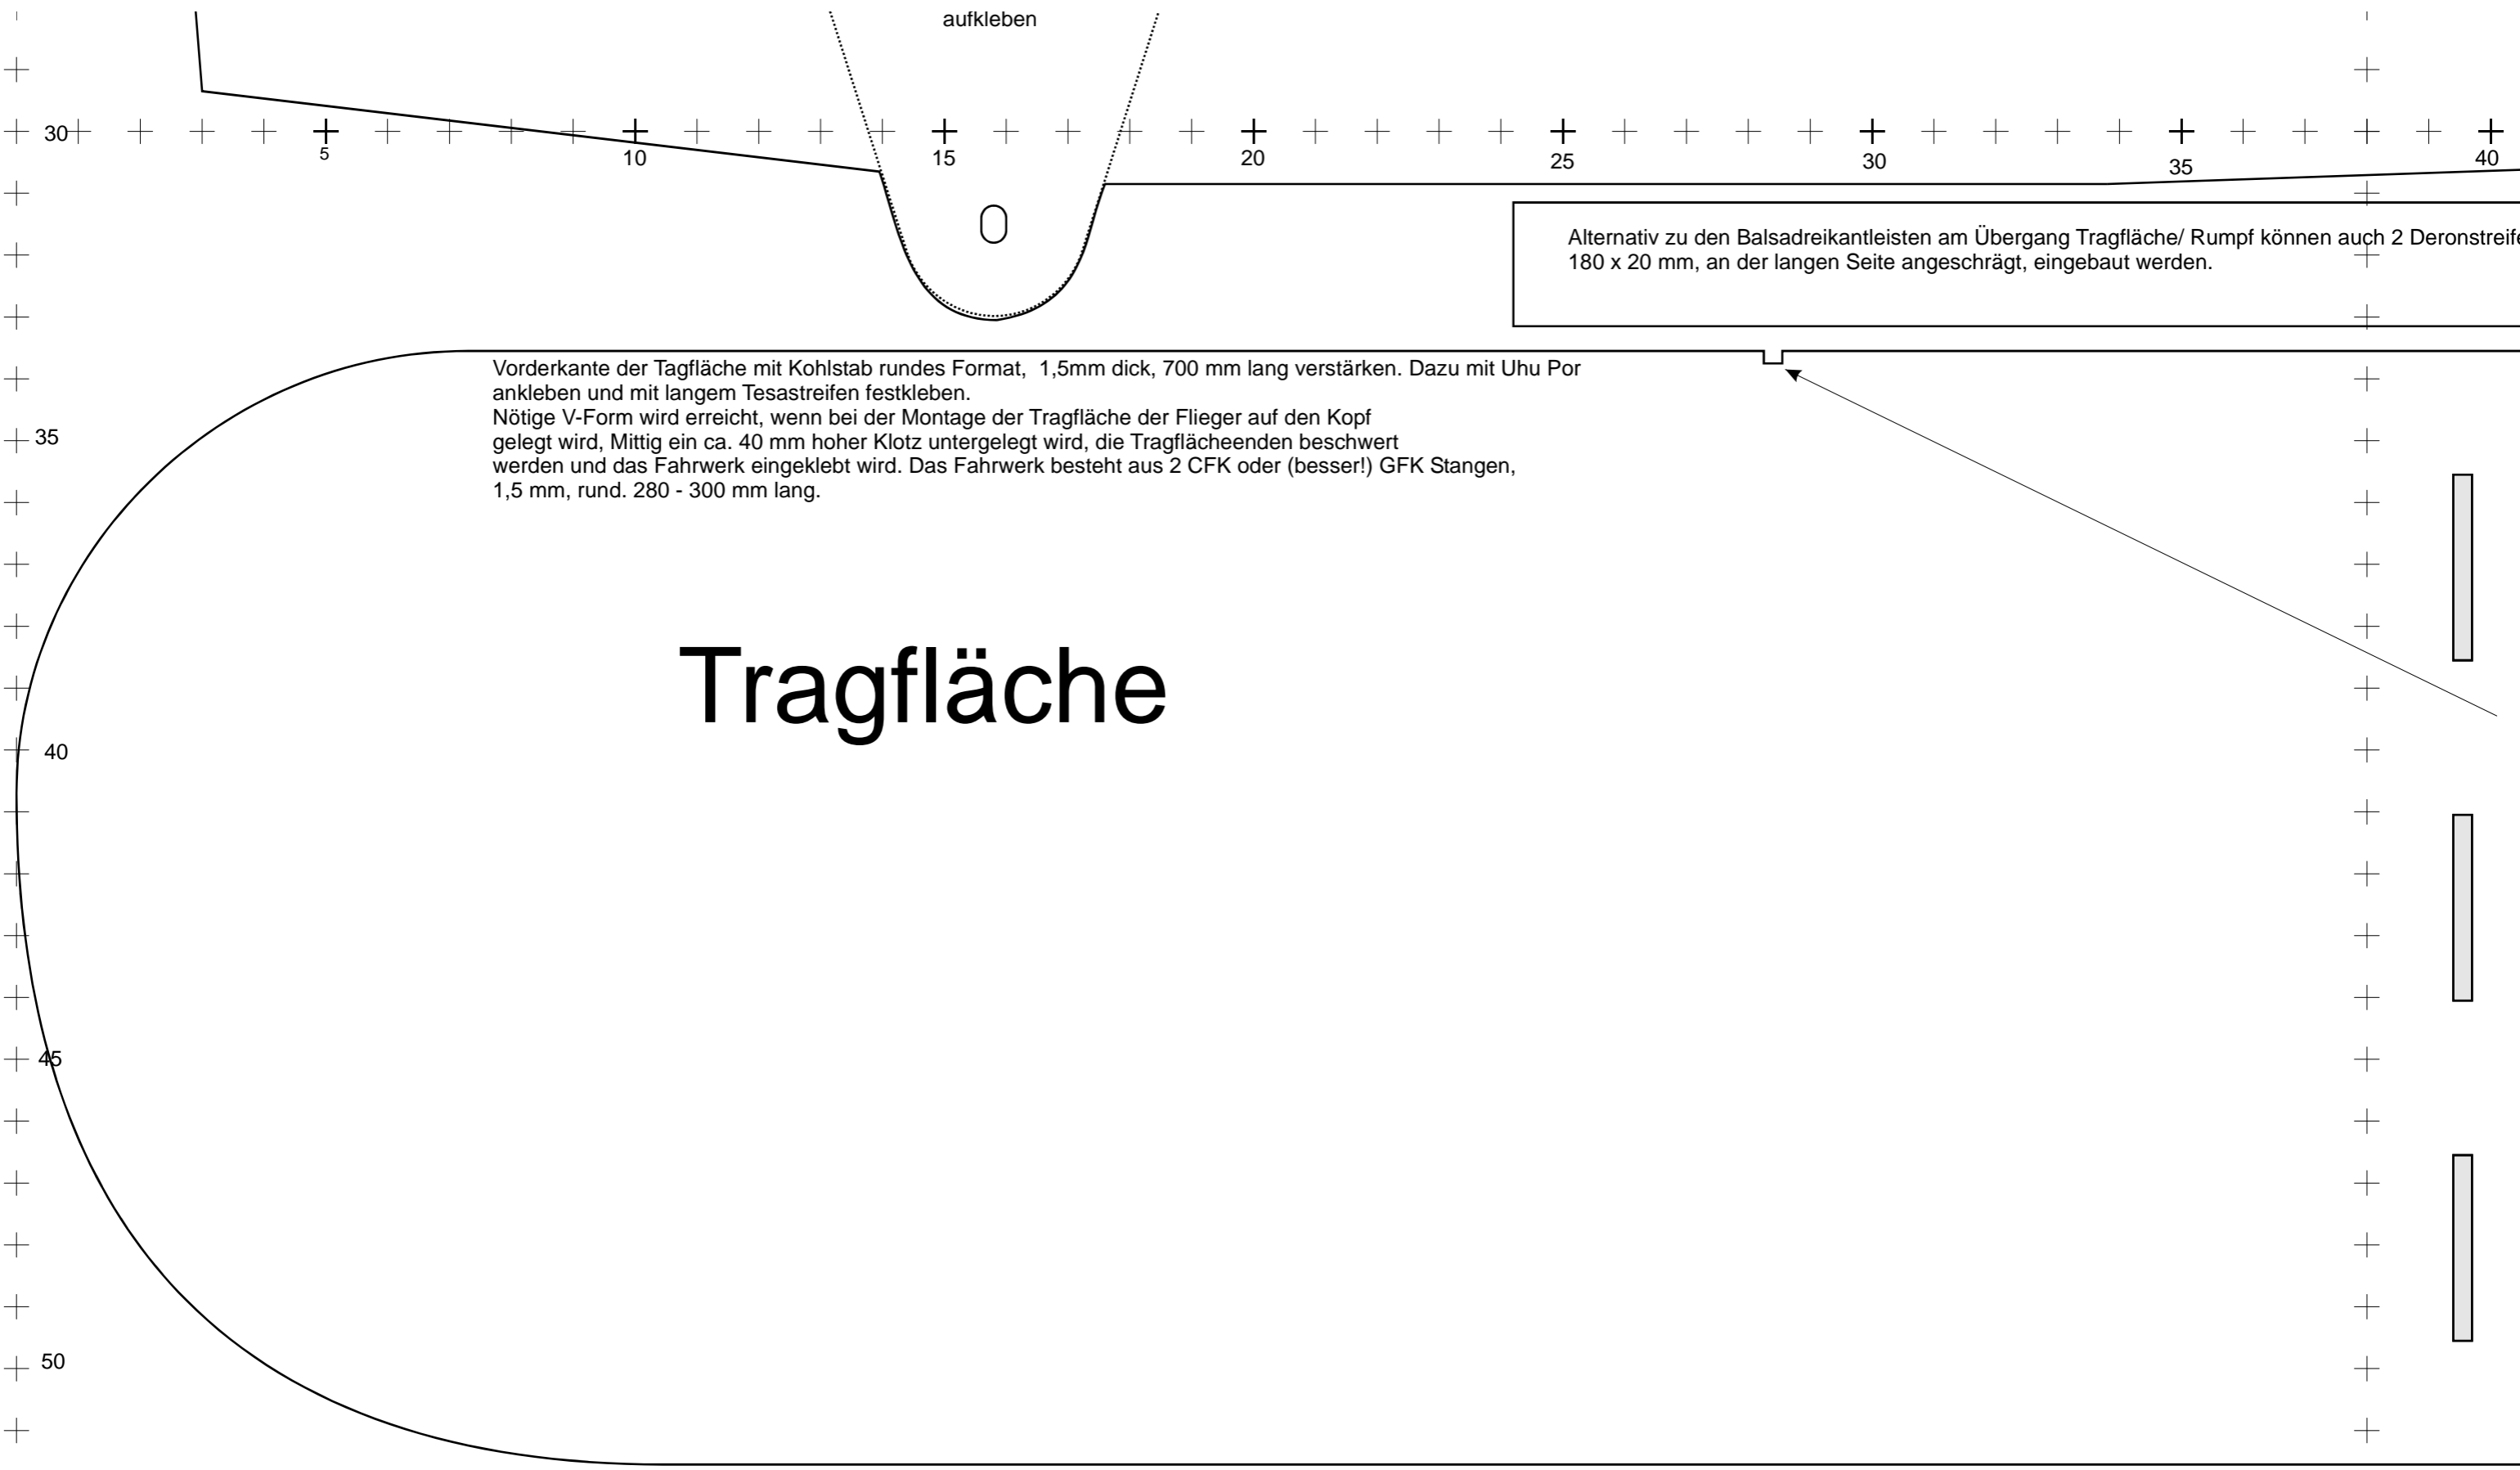 aufkleben
30
5
10
15
20
25
30
35
40
Alternativ zu den Balsadreikantleisten am Übergang Tragfläche/ Rumpf können auch 2
180 x 20 mm, an der langen Seite angeschrägt, eingebaut werden.
Vorderkante der Tagfläche mit Kohlstab rundes Format,  1,5mm dick, 700 mm lang verstärken. Dazu mit Uhu Por
ankleben und mit langem Tesastreifen festkleben.
Nötige V-Form wird erreicht, wenn bei der Montage der Tragfläche der Flieger auf den Kopf
gelegt wird, Mittig ein ca. 40 mm hoher Klotz untergelegt wird, die Tragflächeenden beschwert
werden und das Fahrwerk eingeklebt wird. Das Fahrwerk besteht aus 2 CFK oder (besser!) GFK Stangen,
1,5 mm, rund. 280 - 300 mm lang.
35
Tragfläche
40
45
50